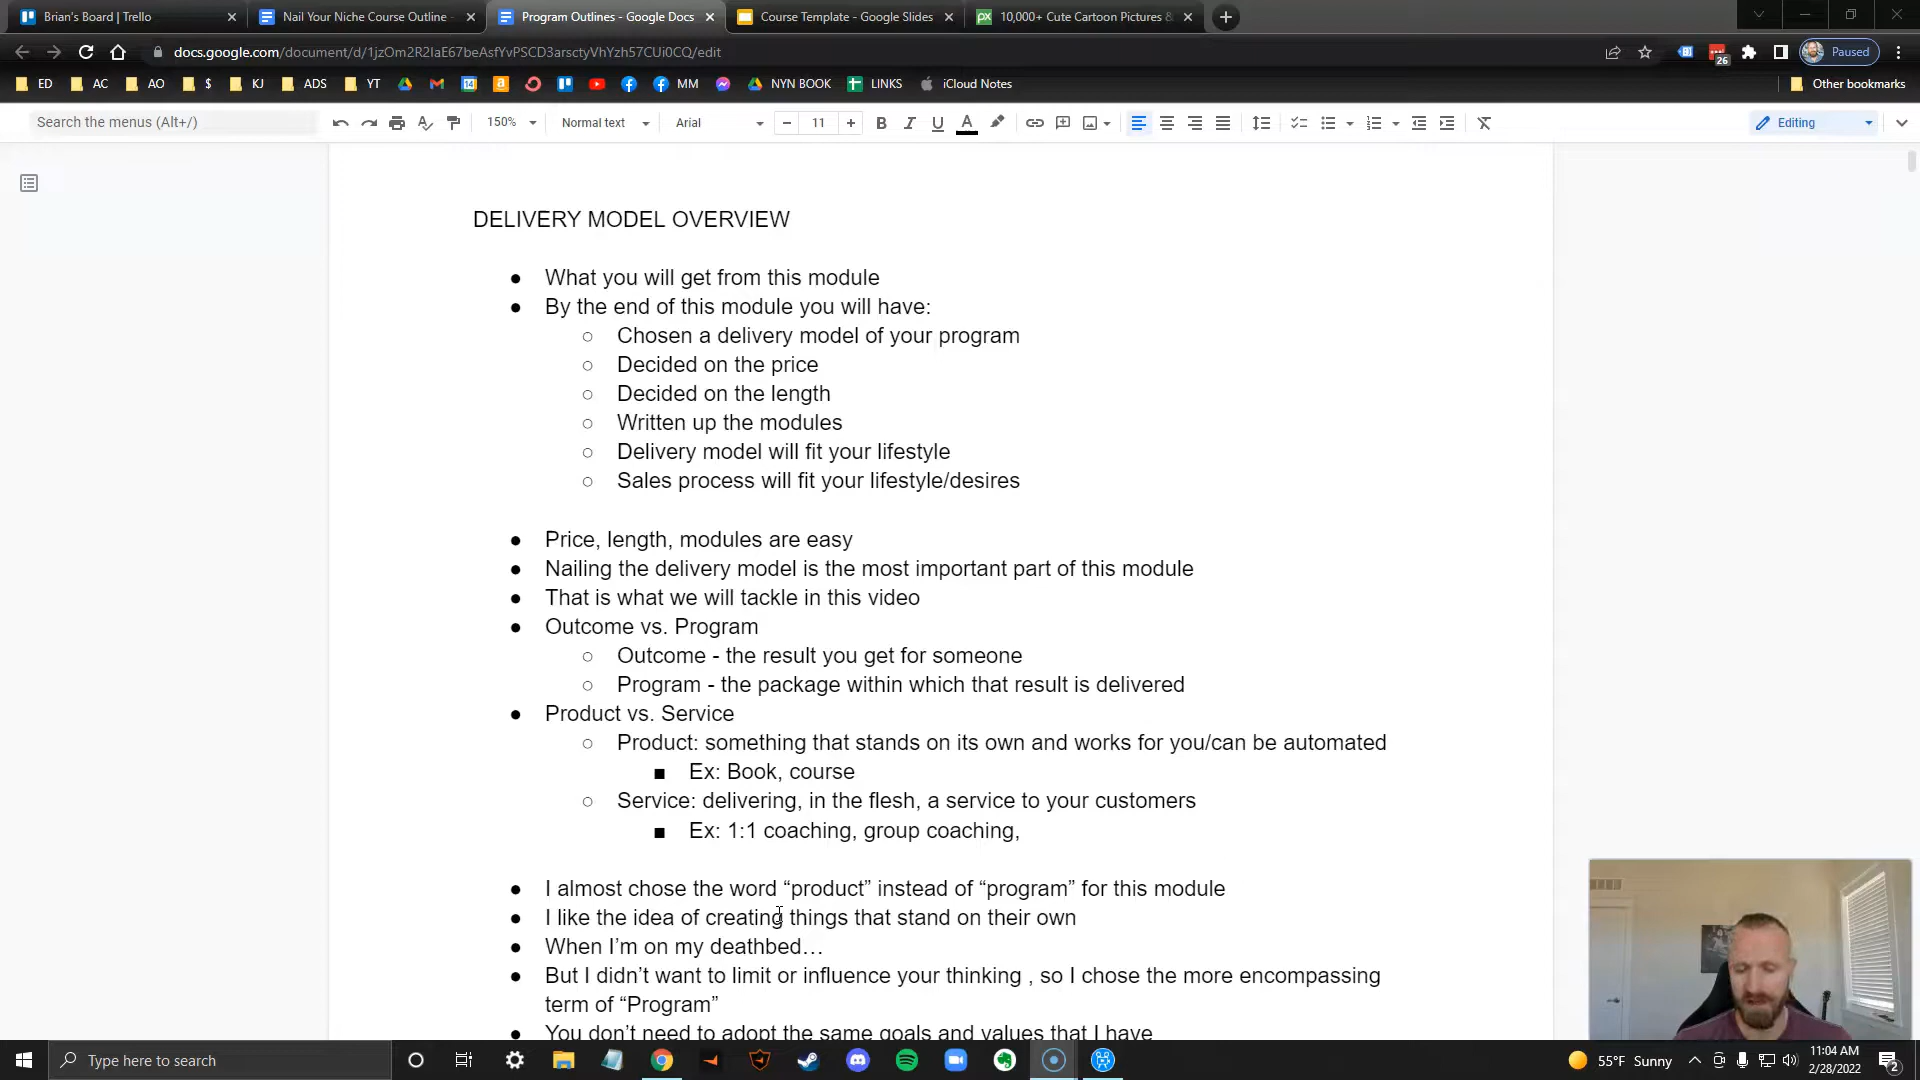 Brian's Board | Trello
Nail Your Niche Course Outline -
Program Outlines - Google Docs
Course Template - Google Slides
10,000+ Cute Cartoon Pictures &
docs.google.com/document/d/1jzOm2R2IaE67beAsfYvPSCD3arsctyVhYzh57CUi0CQ/edit
26
Paused
ED
AC
AO
$
KJ
ADS
YT
14
MM
NYN BOOK
LINKS
iCloud Notes
Other bookmarks
Search the menus (Alt+/)
150%
Normal text
Arial
11
B I U A
Editing
DELIVERY MODEL OVERVIEW
● What you will get from this module
● By the end of this module you will have:
○ Chosen a delivery model of your program
○ Decided on the price
○ Decided on the length
○ Written up the modules
○ Delivery model will fit your lifestyle
○ Sales process will fit your lifestyle/desires
● Price, length, modules are easy
● Nailing the delivery model is the most important part of this module
● That is what we will tackle in this video
● Outcome vs. Program
○ Outcome - the result you get for someone
○ Program - the package within which that result is delivered
● Product vs. Service
○ Product: something that stands on its own and works for you/can be automated
■ Ex: Book, course
○ Service: delivering, in the flesh, a service to your customers
■ Ex: 1:1 coaching, group coaching,
● I almost chose the word “product” instead of “program” for this module
● I like the idea of creating things that stand on their own
● When I’m on my deathbed…
● But I didn’t want to limit or influence your thinking , so I chose the more encompassing
term of “Program”
● You don’t need to adopt the same goals and values that I have
Type here to search
55°F Sunny
11:04 AM
2/28/2022
2